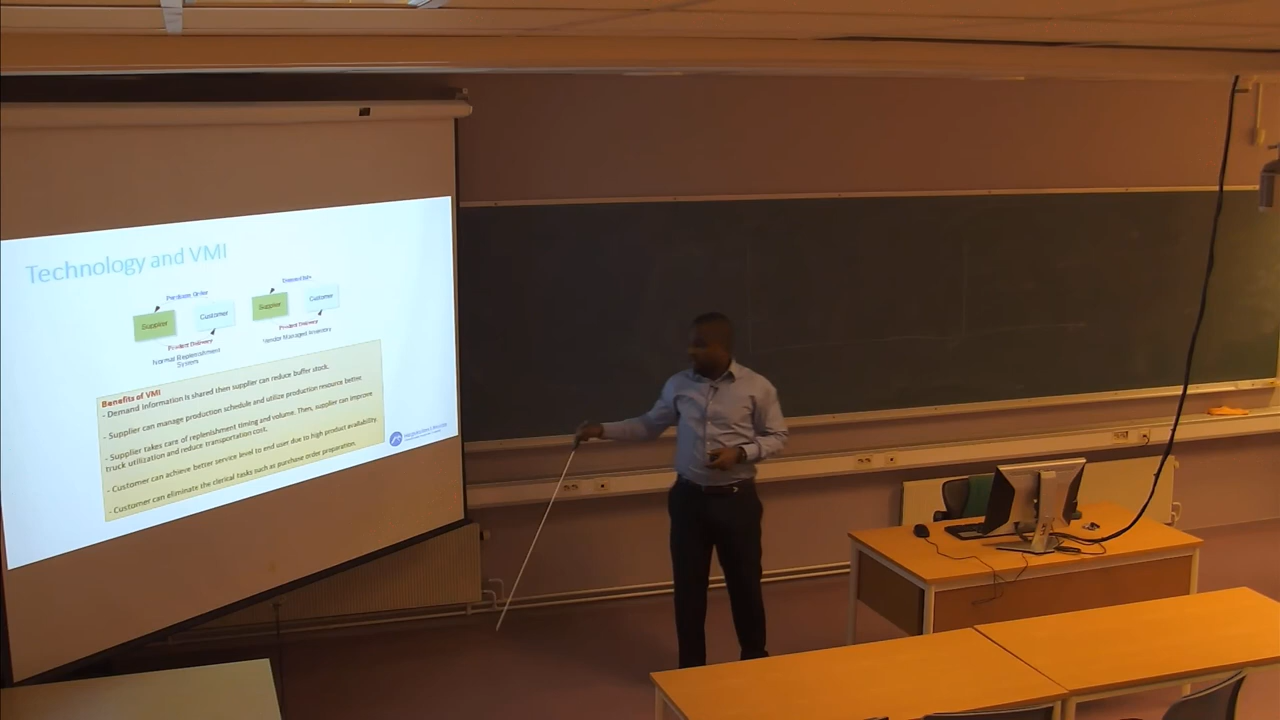 Technology and VMI
Purchase Order
Supplier
Customer
Product Delivery
Normal Replenishment
System
Demand Info
Supplier
Customer
Product Delivery
Vendor Managed Inventory
Benefits of VMI
- Demand information is shared then supplier can reduce buffer stock.
- Supplier can manage production schedule and utilize production resource better
- Supplier takes care of replenishment timing and volume. Then, supplier can improve
truck utilization and reduce transportation cost.
- Customer can achieve better service level to end user due to high product availability
- Customer can eliminate the clerical tasks such as purchase order preparation.